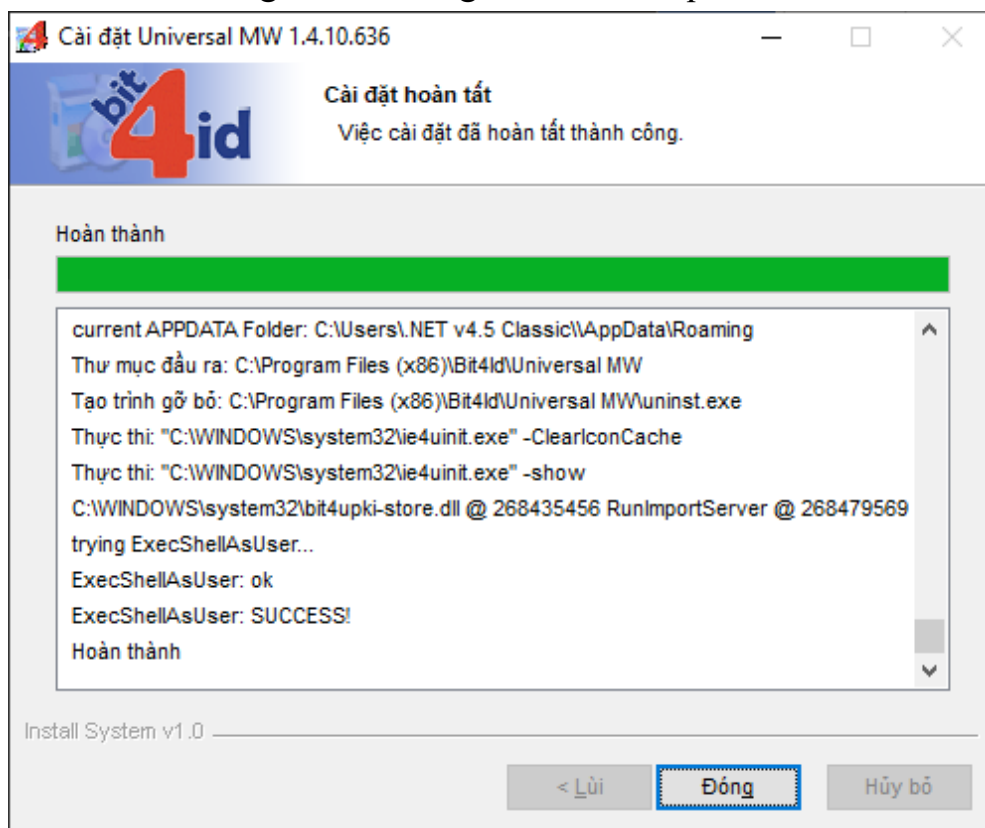 Cài đặt Universal MW 1.4.10.636
bit4id
Cài đặt hoàn tất
Việc cài đặt đã hoàn tất thành công.
Hoàn thành
current APPDATA Folder: C:\Users\.NET v4.5 Classic\\AppData\Roaming
Thư mục đầu ra: C:\Program Files (x86)\Bit4Id\Universal MW
Tạo trình gỡ bỏ: C:\Program Files (x86)\Bit4Id\Universal MW\uninst.exe
Thực thi: "C:\WINDOWS\system32\ie4uinit.exe" -ClearIconCache
Thực thi: "C:\WINDOWS\system32\ie4uinit.exe" -show
C:\WINDOWS\system32\bit4upki-store.dll @ 268435456 RunImportServer @ 268479569
trying ExecShellAsUser...
ExecShellAsUser: ok
ExecShellAsUser: SUCCESS!
Hoàn thành
Install System v1.0
< Lùi
Đóng
Hủy bỏ